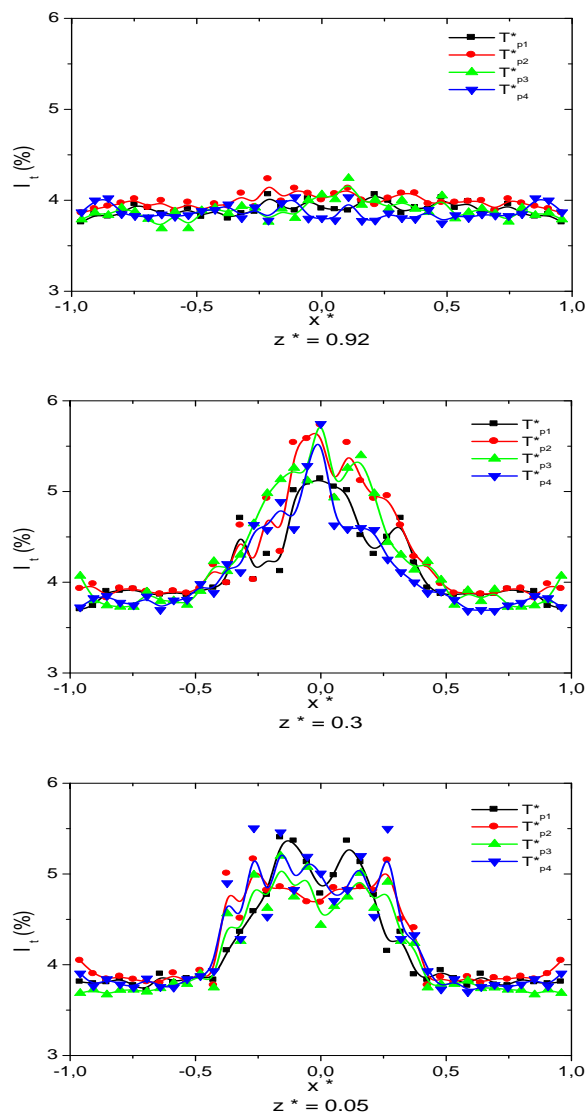 6
T*p1
T*p2
T*p3
T*p4
5
I t (%)
4
3
-1,0 -0,5 0,0 0,5 1,0
x *
z * = 0.92
6
T*p1
T*p2
T*p3
T*p4
5
I t (%)
4
3
-1,0 -0,5 0,0 0,5 1,0
x *
z * = 0.3
6
T*p1
T*p2
T*p3
T*p4
5
I t (%)
4
3
-1,0 -0,5 0,0 0,5 1,0
x *
z * = 0.05